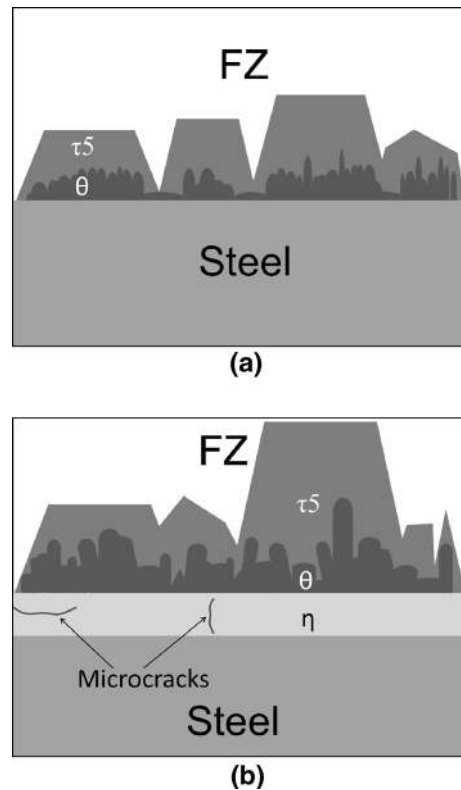 FZ
τ5
θ
Steel
(a)
FZ
τ5
θ
η
Microcracks
Steel
(b)